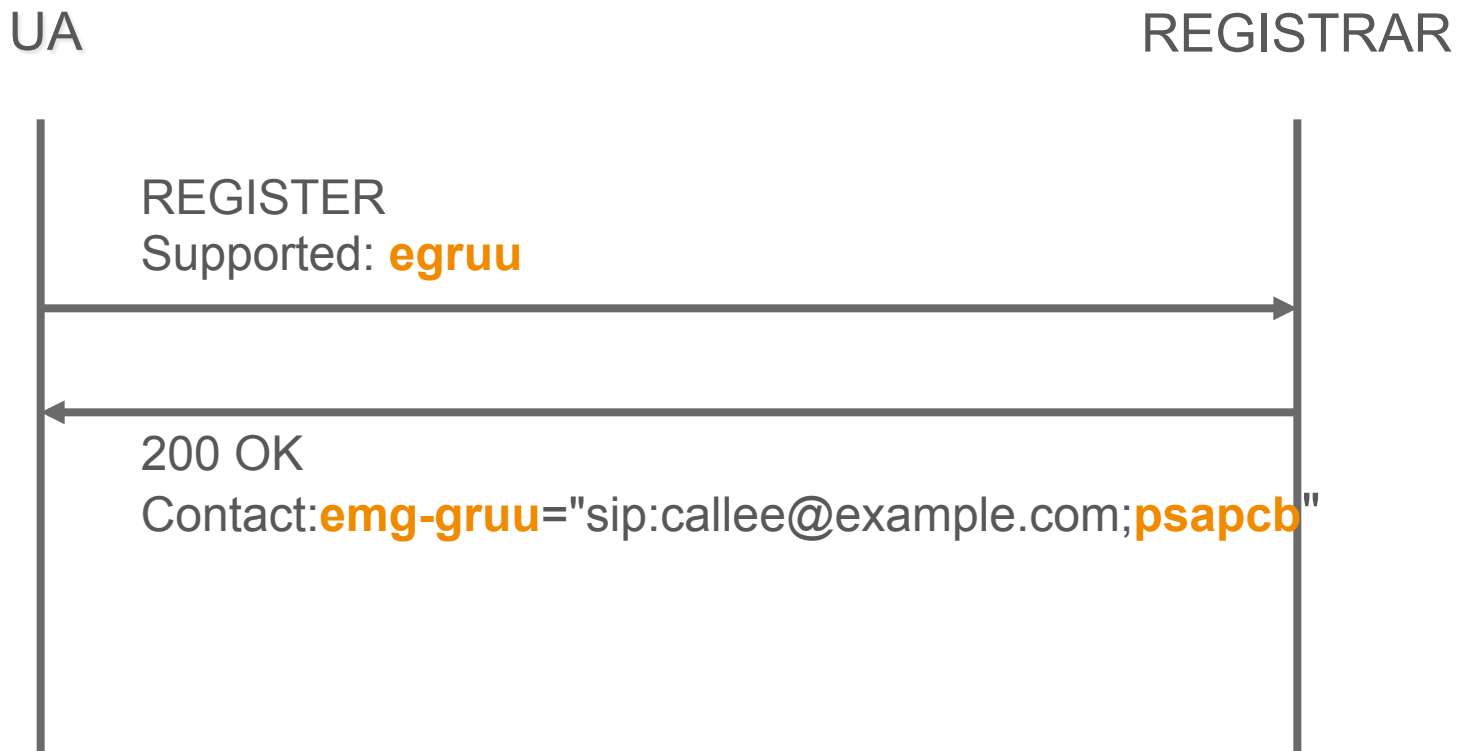 UA
REGISTRAR
REGISTER
Supported: egruu
200 OK
Contact:emg-gruu="sip:callee@example.com;psapcb"